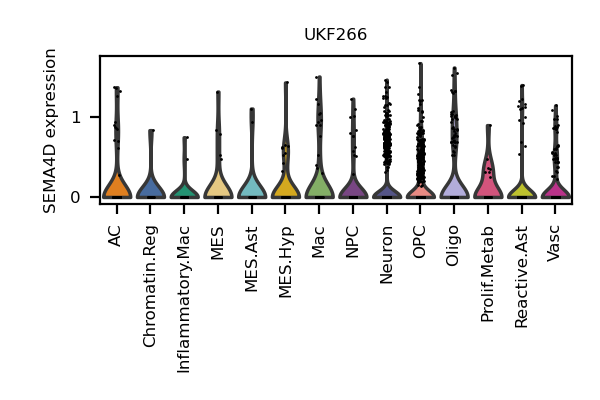 UKF266
SEMA4D expression
1
0
AC
Chromatin.Reg
Inflammatory.Mac
MES
MES.Ast
MES.Hyp
Mac
NPC
Neuron
OPC
Oligo
Prolif.Metab
Reactive.Ast
Vasc